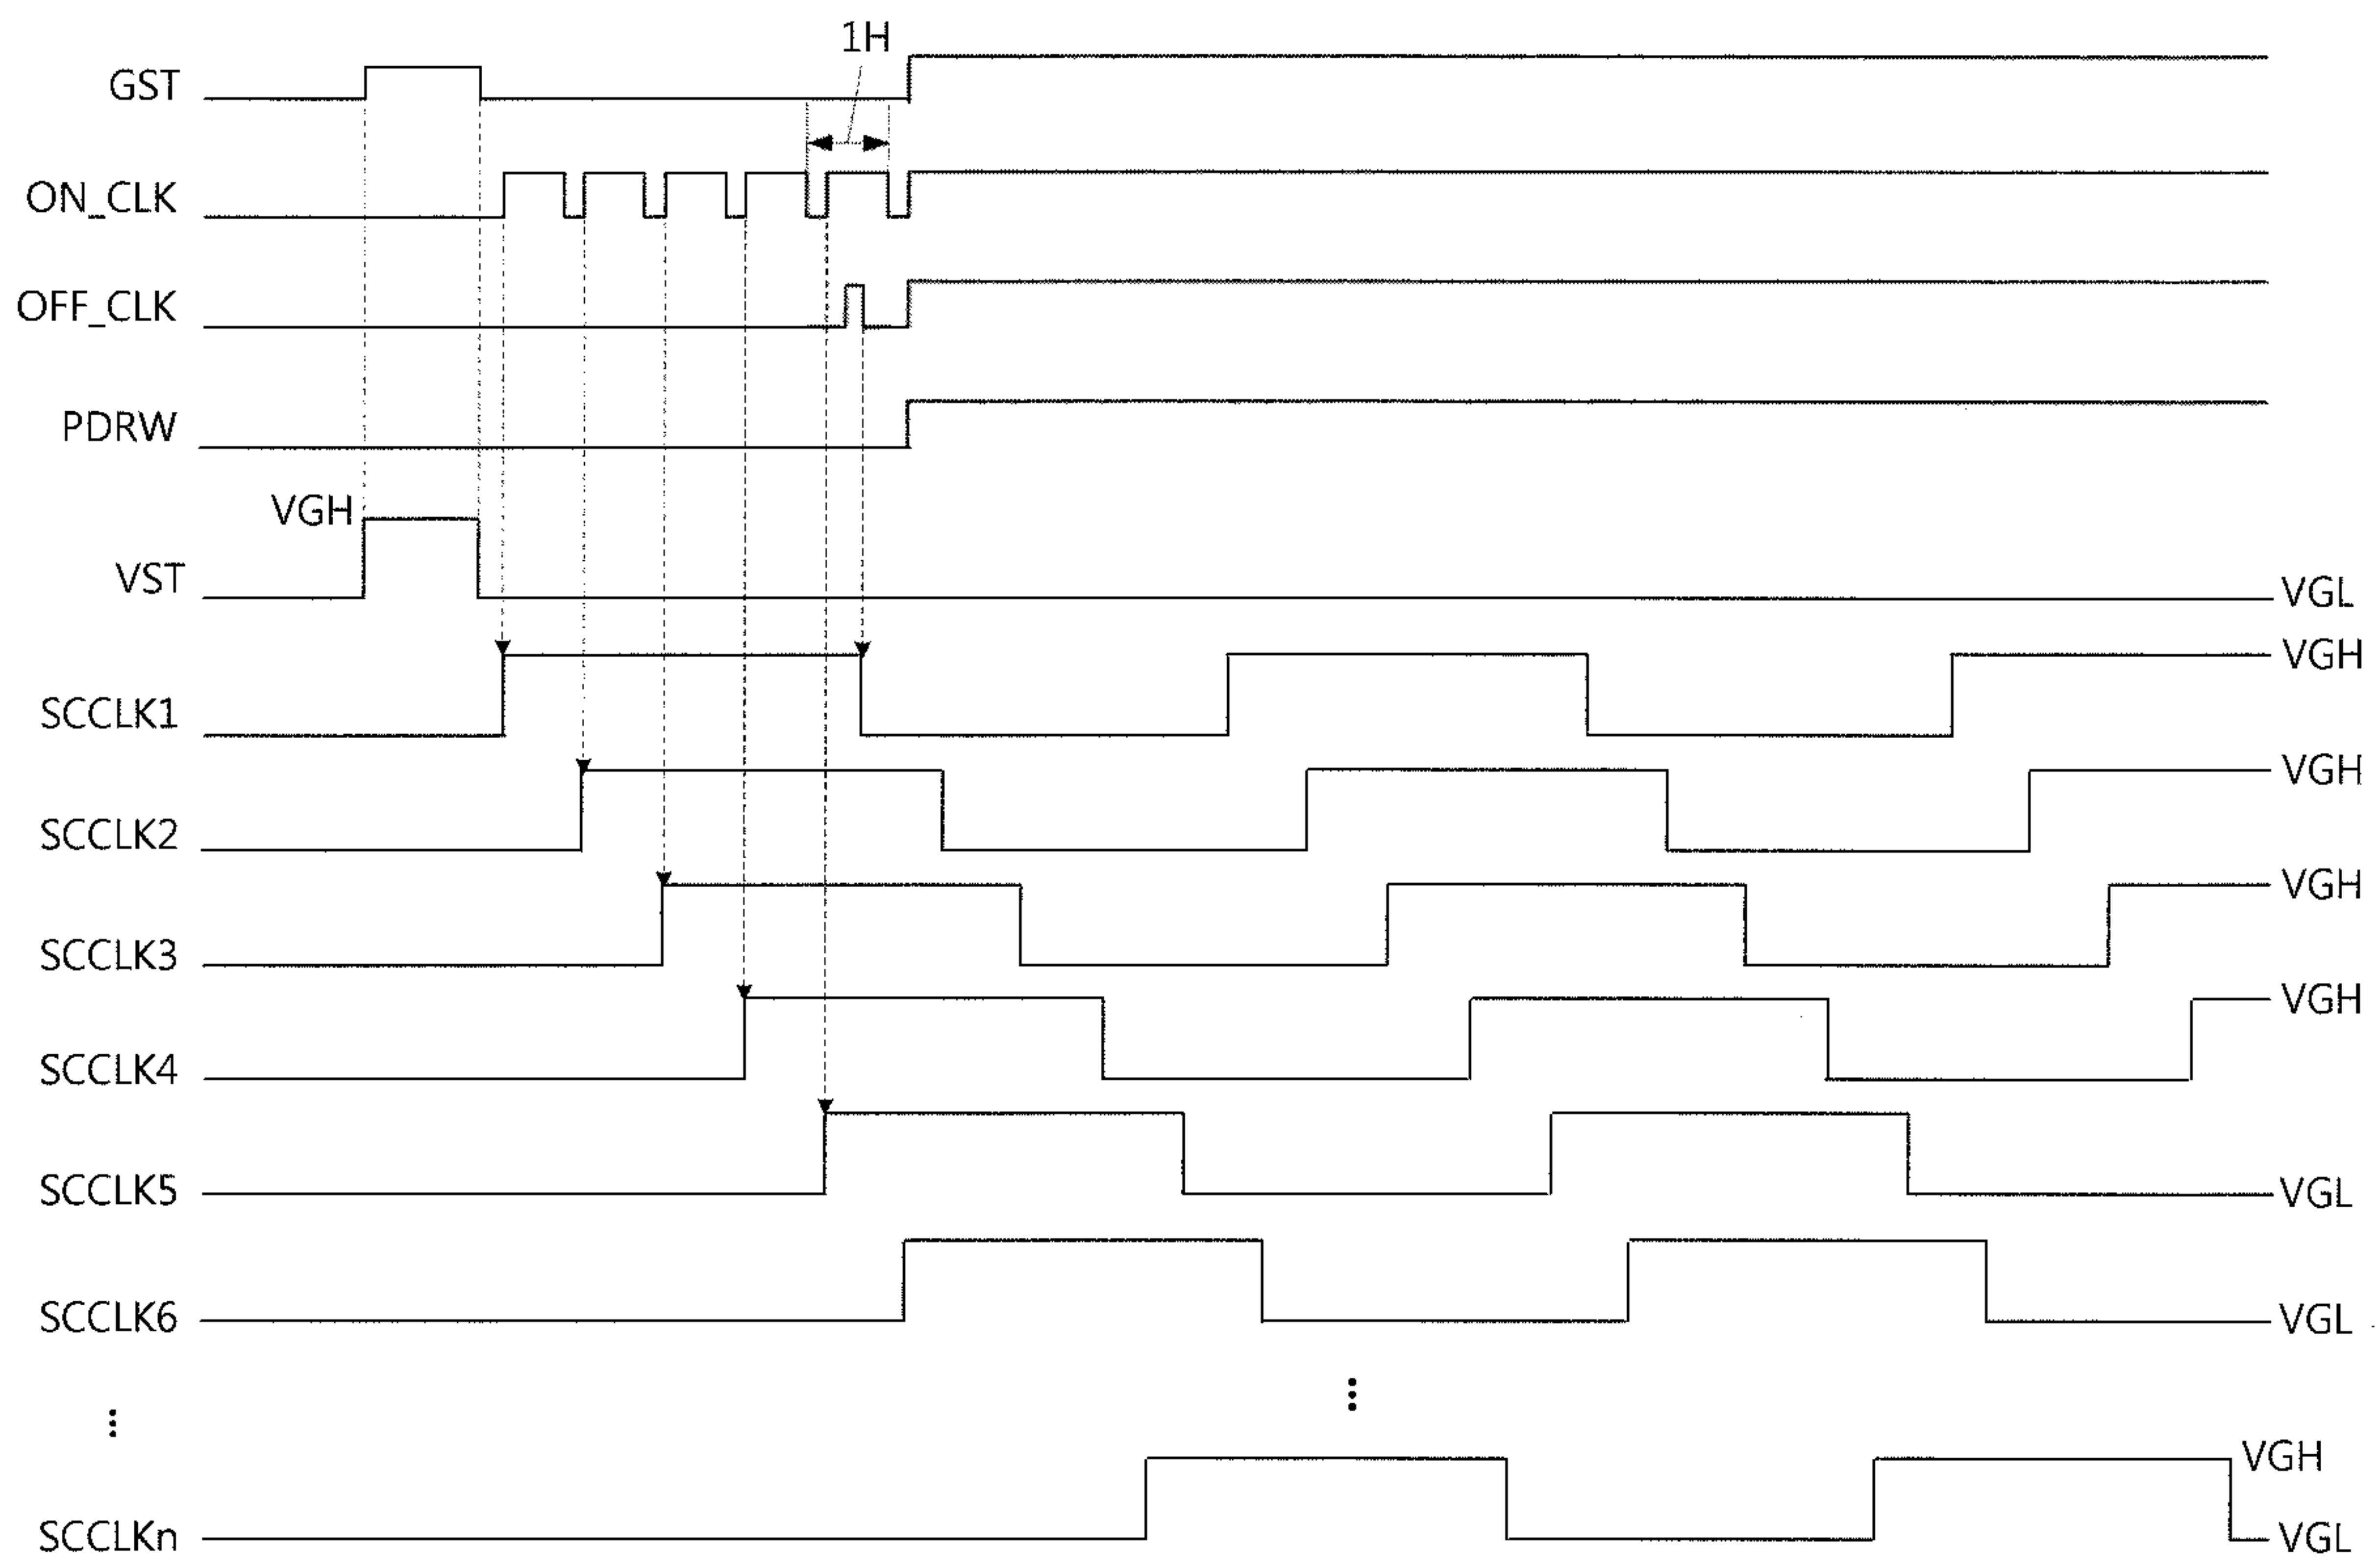 1H
GST
ON_CLK
OFF_CLK
PDRW
VGH
VST
VGL
VGH
SCCLK1
VGH
SCCLK2
VGH
SCCLK3
VGH
SCCLK4
SCCLK5
VGL
SCCLK6
VGL
VGH
SCCLKn
VGL